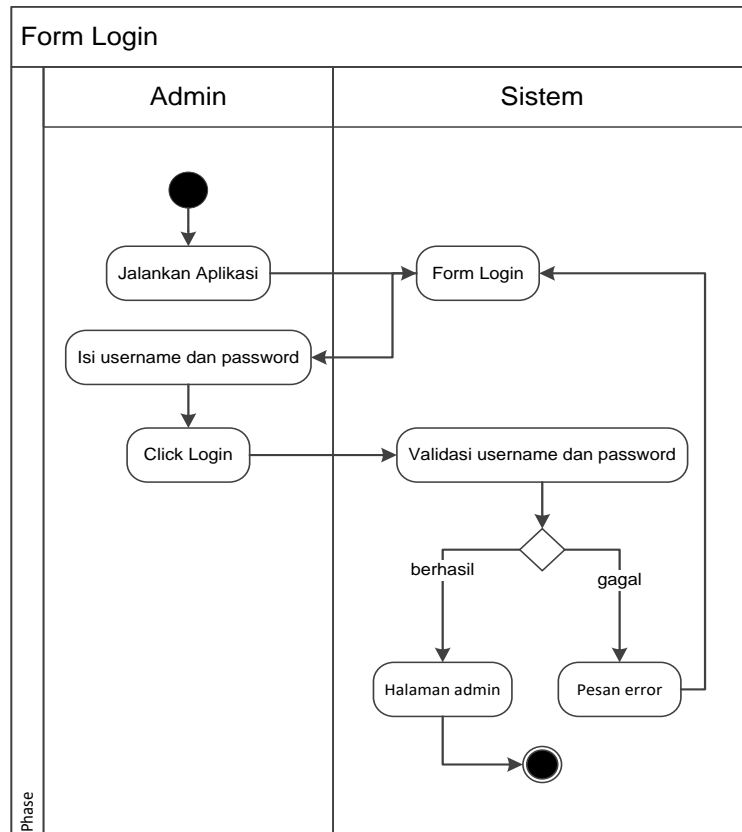 Form Login
Admin
Sistem
Jalankan Aplikasi
Form Login
Isi username dan password
Click Login
Validasi username dan password
berhasil
gagal
Halaman admin
Pesan error
Phase